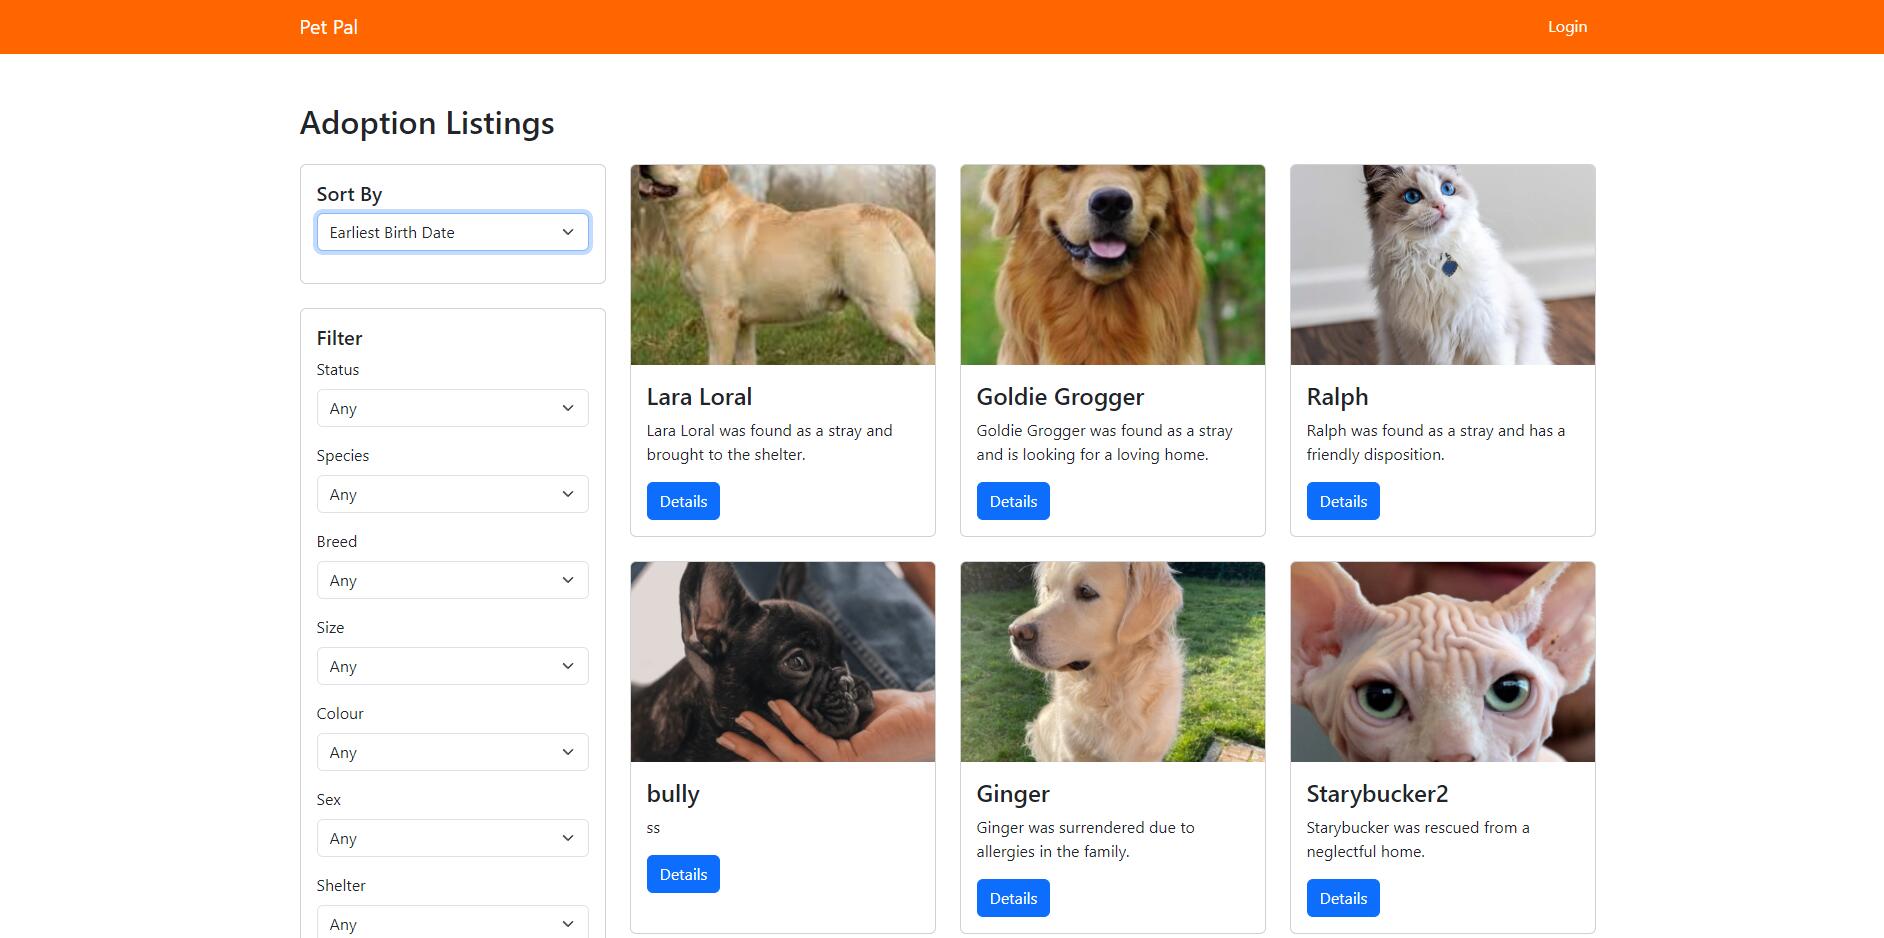 Pet Pal
Login
Adoption Listings
Sort By
Earliest Birth Date
Filter
Status
Any
Species
Any
Breed
Any
Size
Any
Colour
Any
Sex
Any
Shelter
Any
Lara Loral
Lara Loral was found as a stray and
brought to the shelter.
Details
Goldie Grogger
Goldie Grogger was found as a stray
and is looking for a loving home.
Details
Ralph
Ralph was found as a stray and has a
friendly disposition.
Details
bully
ss
Details
Ginger
Ginger was surrendered due to
allergies in the family.
Details
Starybucker2
Starybucker was rescued from a
neglectful home.
Details